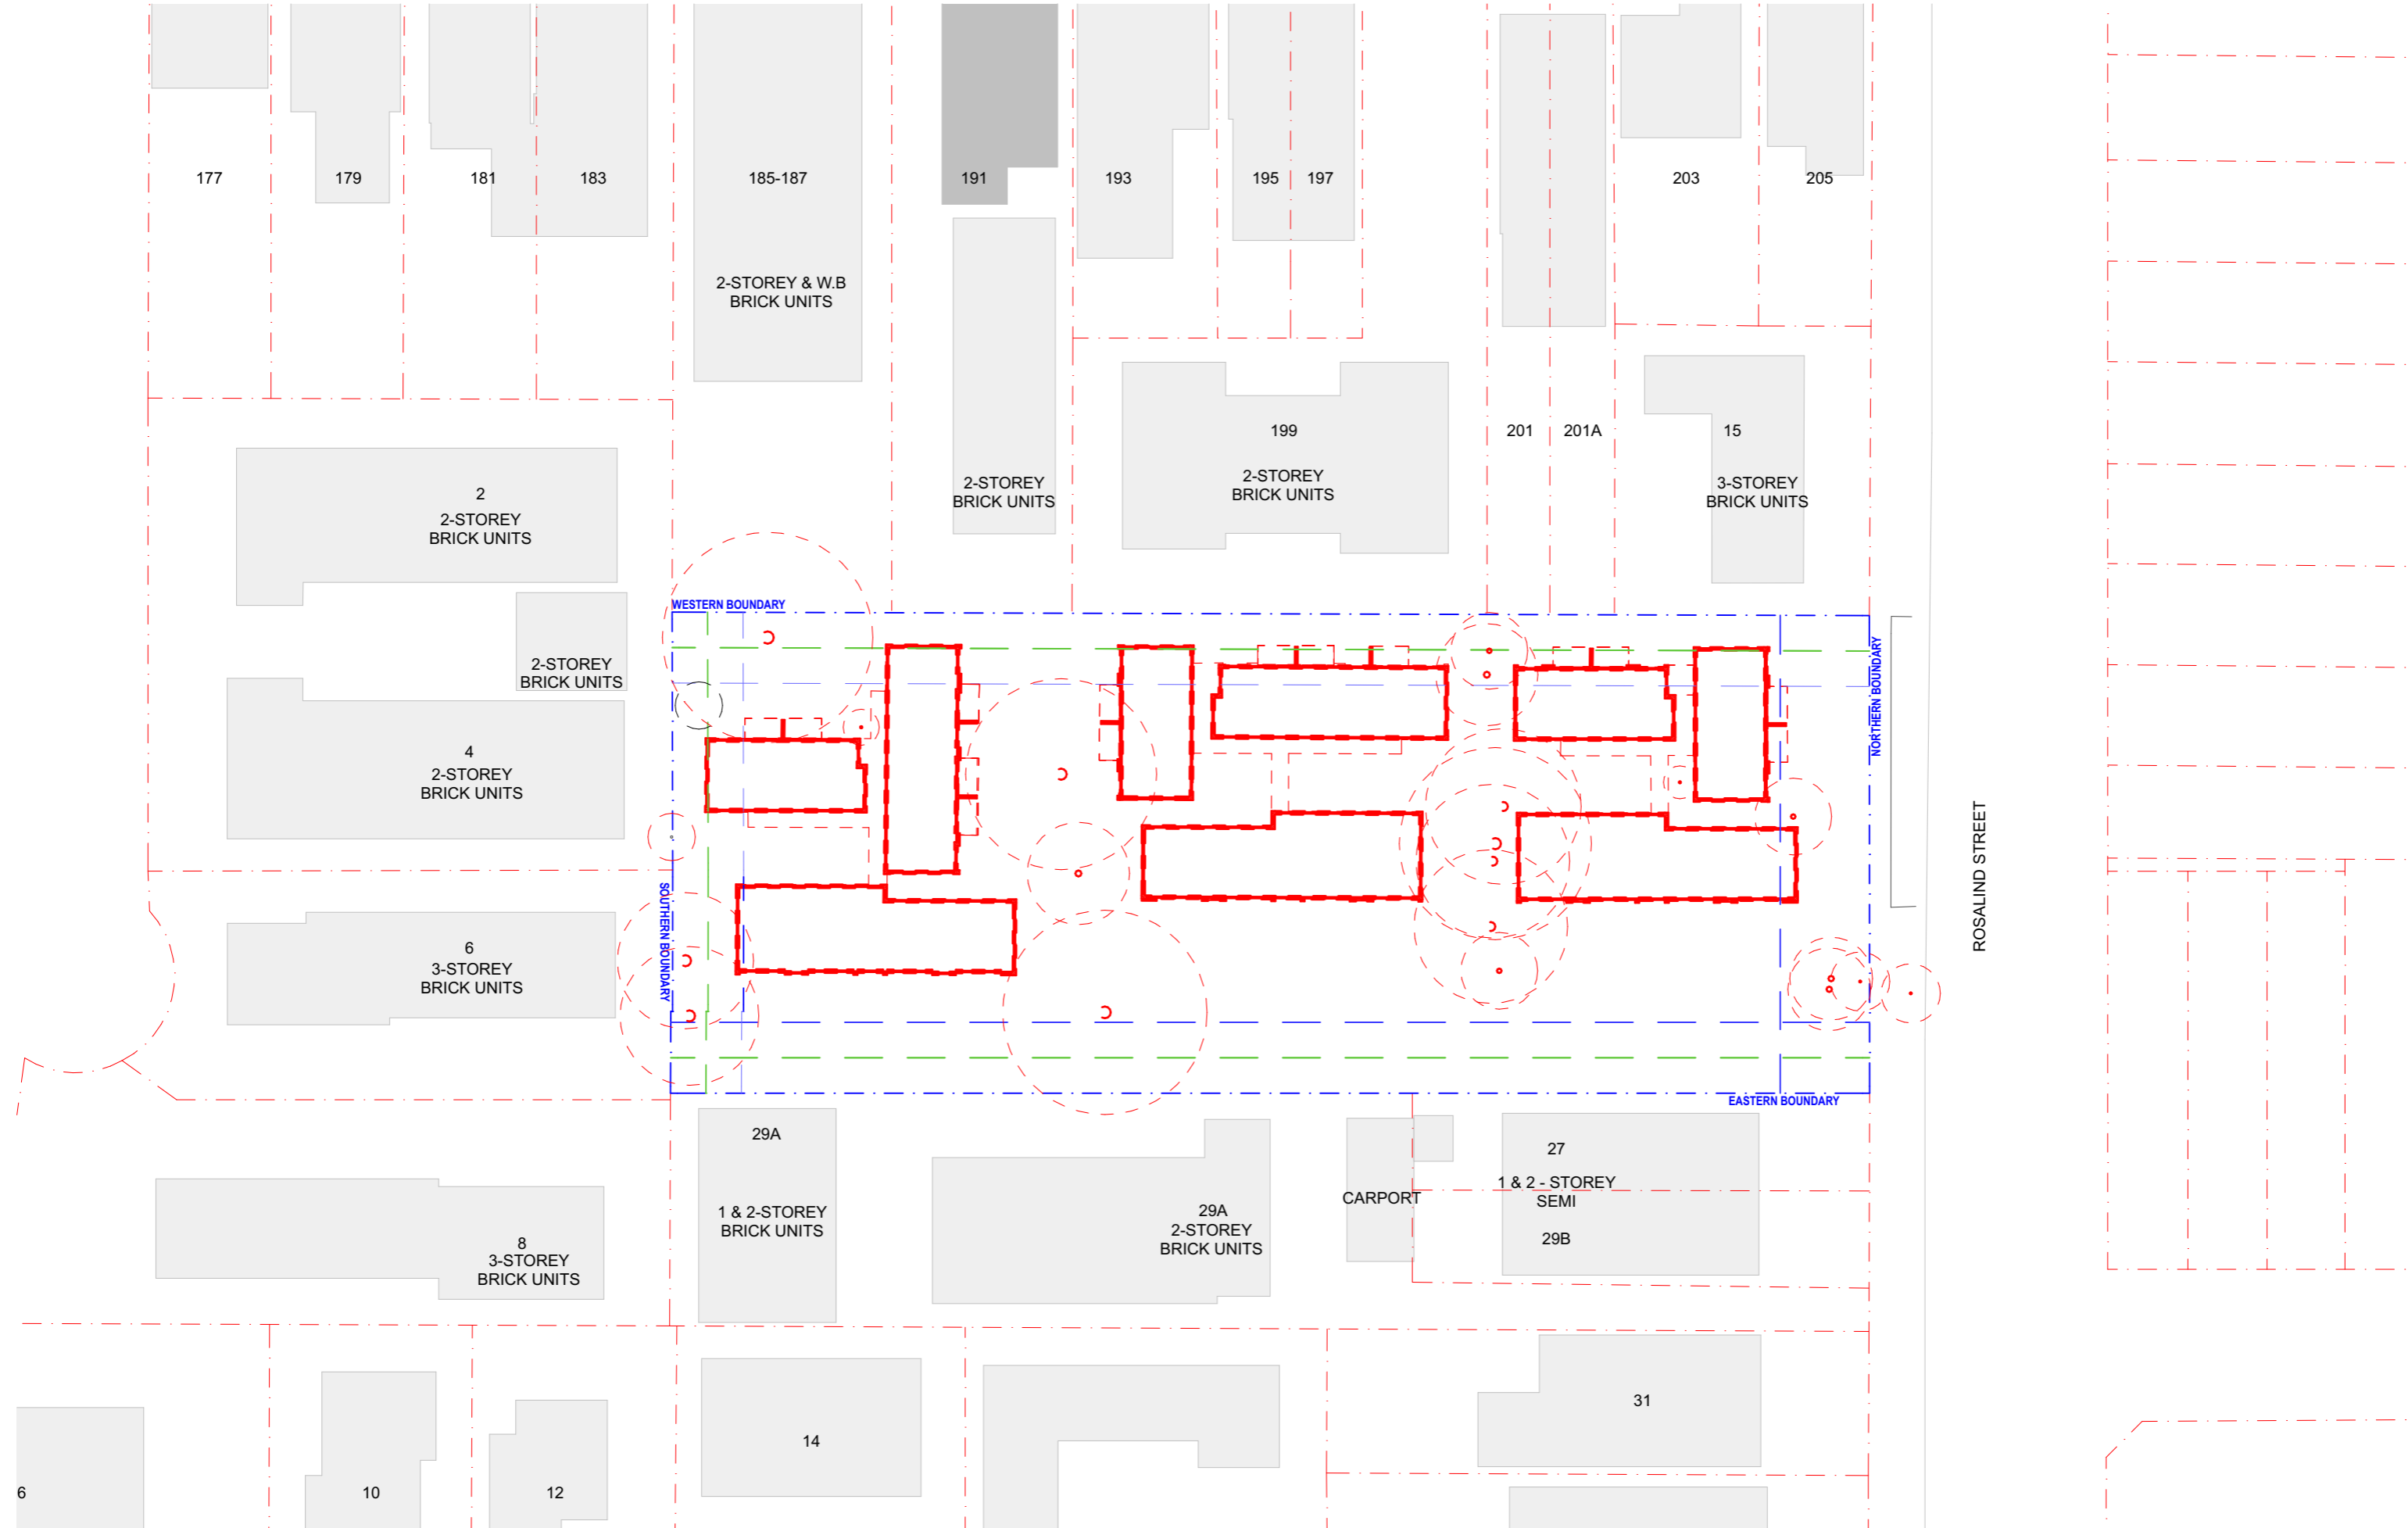 177
179
181
183
185-187
191
193
195
197
203
205
2-STOREY & W.B
BRICK UNITS
199
2-STOREY
BRICK UNITS
201
201A
15
3-STOREY
BRICK UNITS
2-STOREY
BRICK UNITS
2
2-STOREY
BRICK UNITS
2-STOREY
BRICK UNITS
4
2-STOREY
BRICK UNITS
6
3-STOREY
BRICK UNITS
WESTERN BOUNDARY
NORTHERN BOUNDARY
SOUTHERN BOUNDARY
EASTERN BOUNDARY
ROSALIND STREET
29A
1 & 2-STOREY
BRICK UNITS
29A
2-STOREY
BRICK UNITS
CARPORT
27
1 & 2 - STOREY
SEMI
29B
8
3-STOREY
BRICK UNITS
6
10
12
14
31